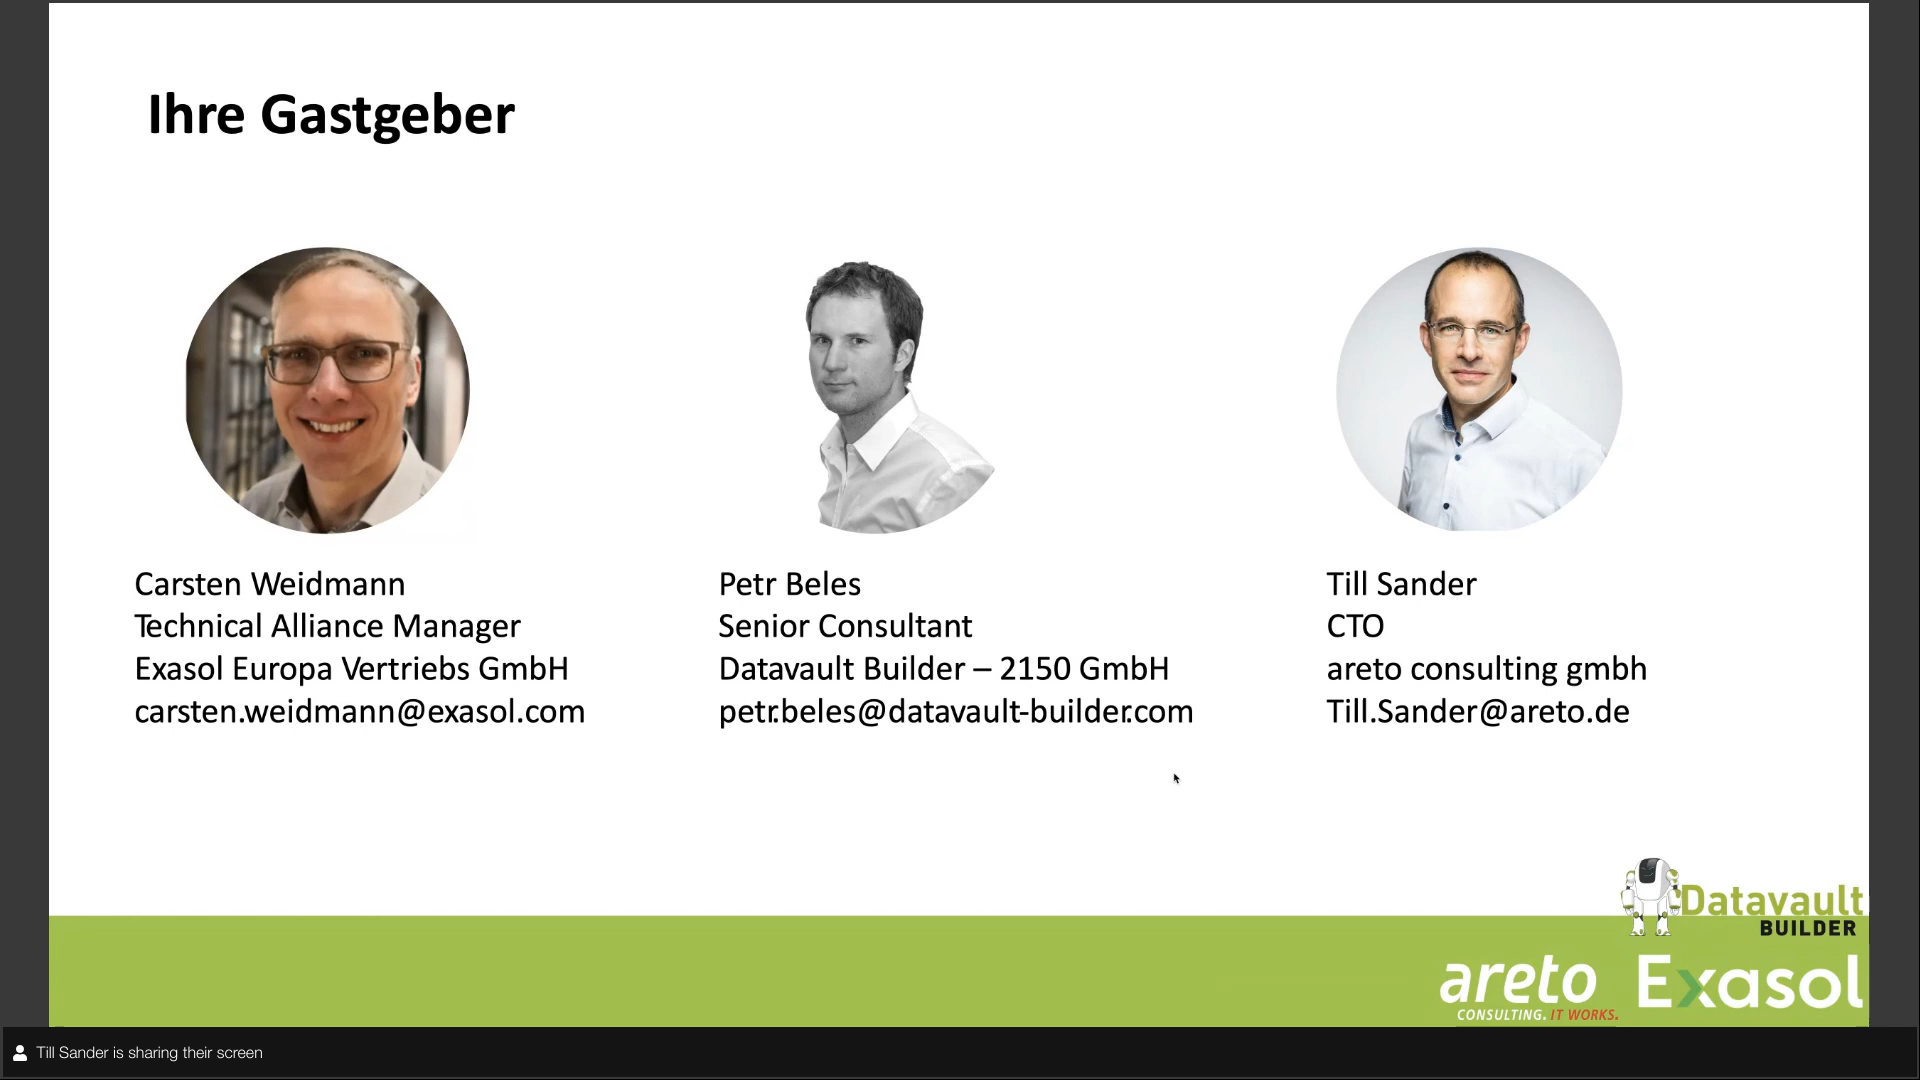 Ihre Gastgeber
Carsten Weidmann
Technical Alliance Manager
Exasol Europa Vertriebs GmbH
carsten.weidmann@exasol.com
Petr Beles
Senior Consultant
Datavault Builder – 2150 GmbH
petr.beles@datavault-builder.com
Till Sander
CTO
areto consulting gmbh
Till.Sander@areto.de
Datavault
BUILDER
areto
CONSULTING. IT WORKS.
Exasol
Till Sander is sharing their screen